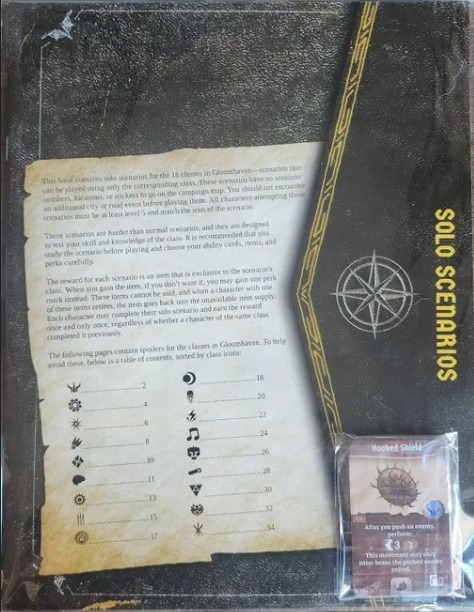 This book contains solo scenarios for the 18 classes in Gloomhaven—scenarios that
can be played using only the corresponding class. These scenarios have no scenario
numbers, locations, or stickers to go on the campaign map. You should not encounter
an additional city or road event before playing them. All characters attempting these
scenarios must be at least level 5 and match the icon of the scenario.
These scenarios are harder than normal scenarios, and they are designed
to test your skill and knowledge of the class. It is recommended that you
study the scenario before playing and choose your ability cards, items, and
perks carefully.
The reward for each scenario is an item that is exclusive to the scenario's
class. When you gain the item, if you don't want it, you may gain one perk
mark instead. These items cannot be sold, and when a character with one
of these items retires, the item goes back into the unavailable item supply.
Each character may complete their solo scenario and earn the reward
once and only once, regardless of whether a character of the same class
completed it previously.
The following pages contain spoilers for the classes in Gloomhaven. To help
avoid these, below is a table of contents, sorted by class icons:
2
4
6
8
10
11
13
15
17
18
20
22
24
26
28
30
32
34
SOLO SCENARIOS
Hooked Shield
After you push an enemy,
perform:
3
This movement may only
enter hexes the pushed enemy
exited.